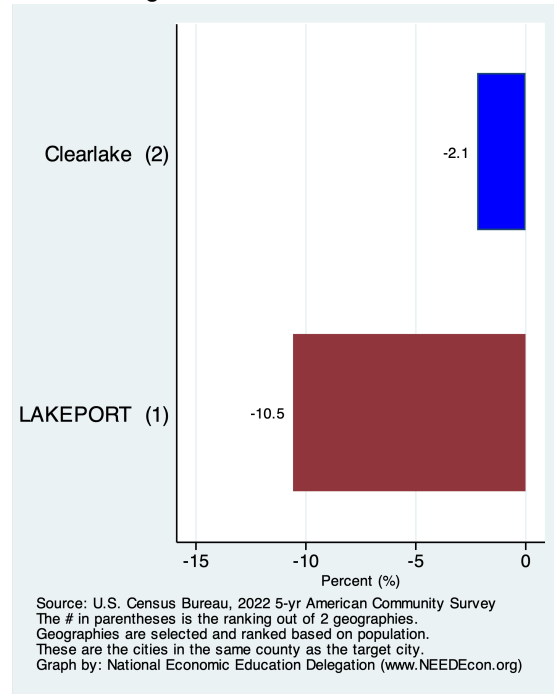 Clearlake (2)
-2.1
LAKEPORT (1)
-10.5
-15 -10 -5 0
Percent (%)
Source: U.S. Census Bureau, 2022 5-yr American Community Survey
The # in parentheses is the ranking out of 2 geographies.
Geographies are selected and ranked based on population.
These are the cities in the same county as the target city.
Graph by: National Economic Education Delegation (www.NEEDEcon.org)